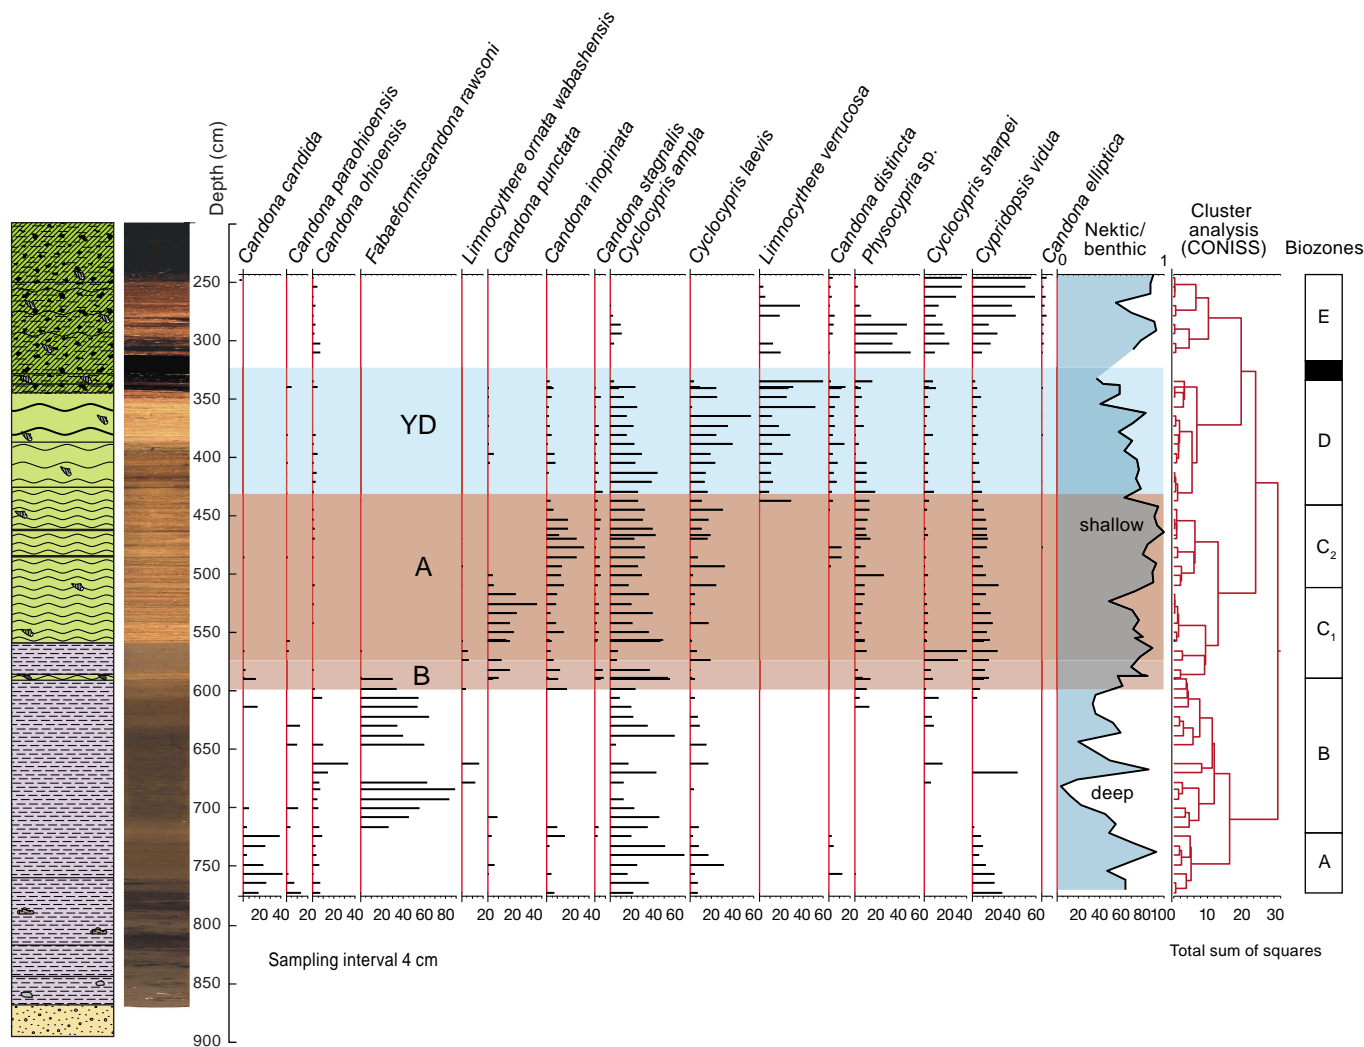 Depth (cm)
Candona candida
Candona paraohioensis
Candona ohioensis
Fabaeformiscandona rawsoni
Limnocythere ornata wabashensis
Candona punctata
Candona inopinata
Candona stagnalis
Cyclocypris ampla
Cyclocypris laevis
Limnocythere verrucosa
Candona distincta
Physocypria sp.
Cyclocypris sharpei
Cypridopsis vidua
Candona elliptica
Nektic/
benthic
0 1
Cluster
analysis
(CONISS)
Biozones
250
300
350
400
450
500
550
600
650
700
750
800
850
900
YD
A
B
shallow
deep
E
D
C2
C1
B
A
20 40 20 20 40 20 40 60 80 20 20 40 20 40 20 40 60 20 40 60 20 40 60 20 20 40 60 20 40 20 40 60 20 40 60 80 100 0 10 20 30
Sampling interval 4 cm
Total sum of squares